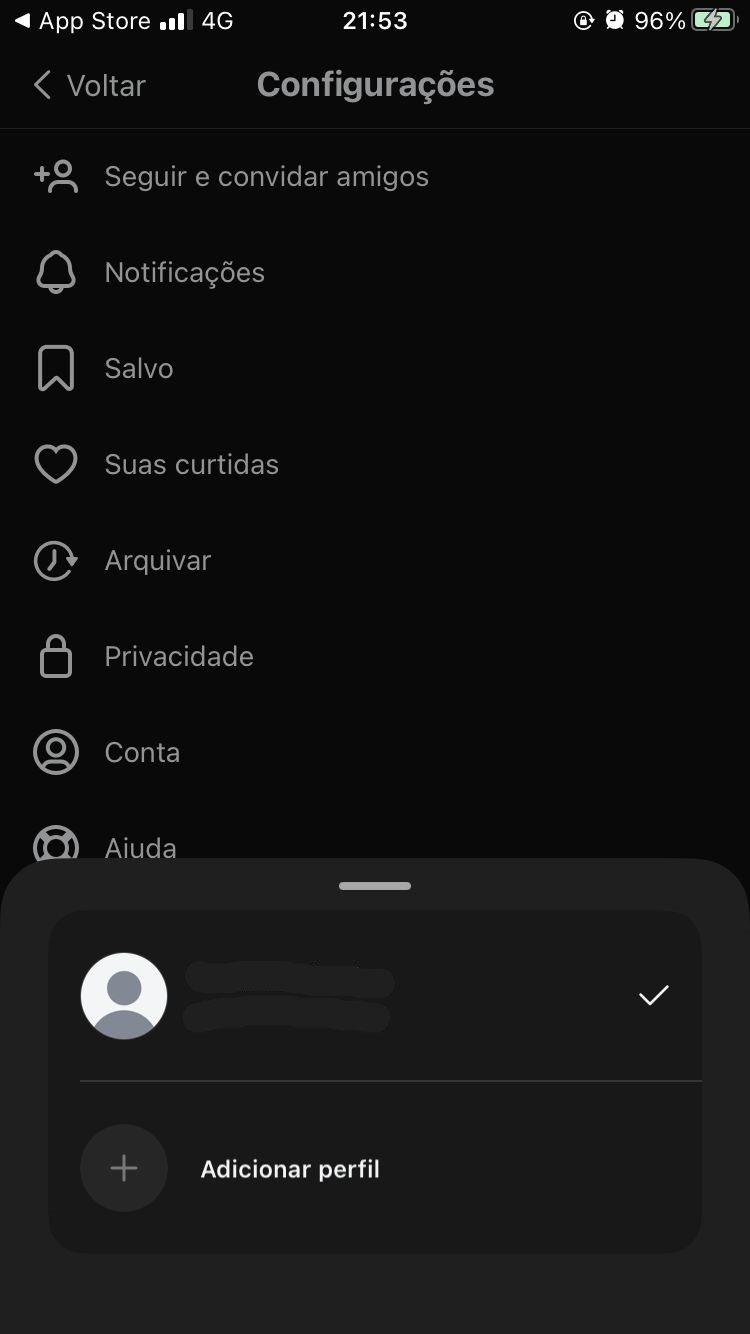 App Store 4G 21:53 96%
Voltar Configurações
Seguir e convidar amigos
Notificações
Salvo
Suas curtidas
Arquivar
Privacidade
Conta
Ajuda
Adicionar perfil